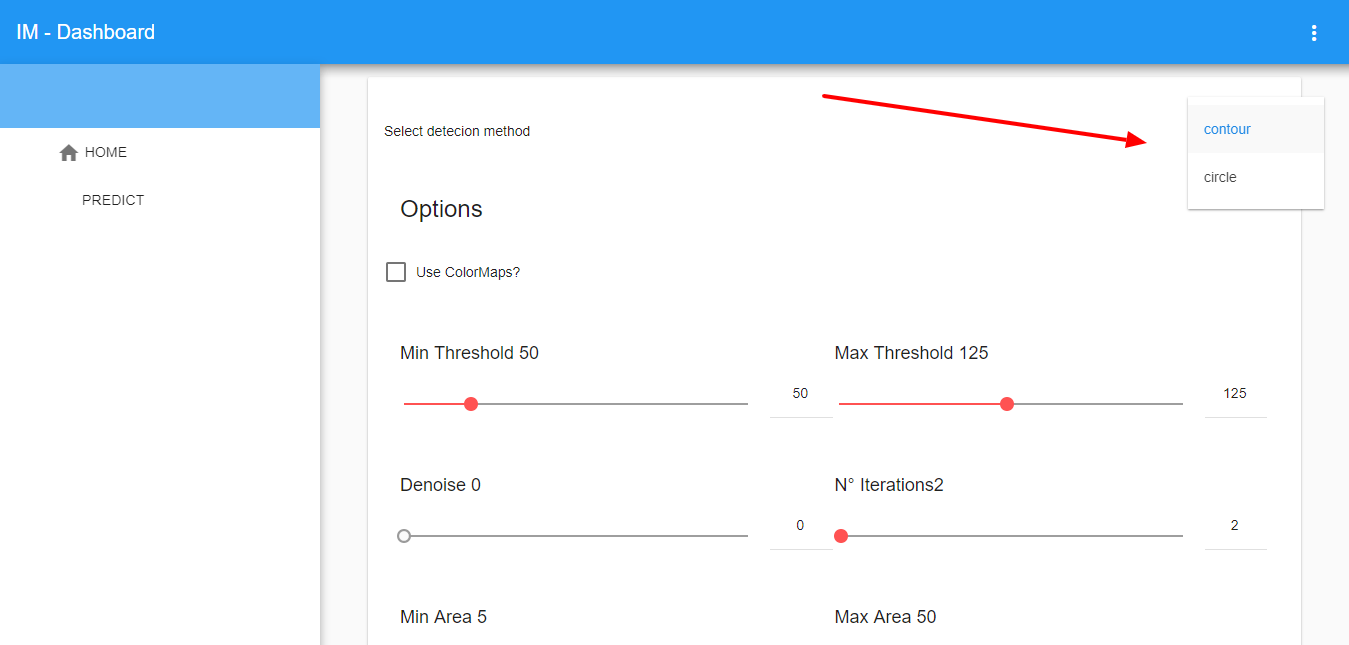 IM - Dashboard
HOME
PREDICT
Select detecion method
contour
circle
Options
Use ColorMaps?
Min Threshold 50
50
Max Threshold 125
125
Denoise 0
0
N° Iterations2
2
Min Area 5
Max Area 50